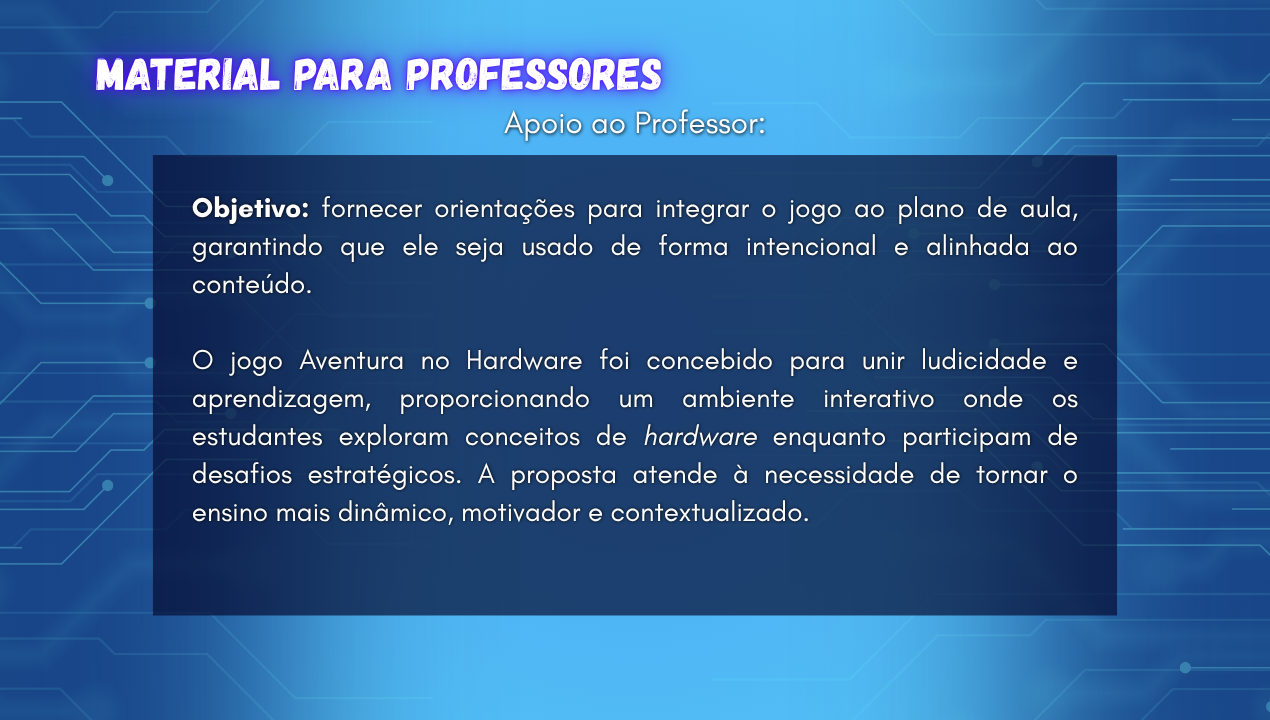 MATERIAL PARA PROFESSORES
Apoio ao Professor:
Objetivo: fornecer orientações para integrar o jogo ao plano de aula,
garantindo que ele seja usado de forma intencional e alinhada ao
conteúdo.
O jogo Aventura no Hardware foi concebido para unir ludicidade e
aprendizagem, proporcionando um ambiente interativo onde os
estudantes exploram conceitos de hardware enquanto participam de
desafios estratégicos. A proposta atende à necessidade de tornar o
ensino mais dinâmico, motivador e contextualizado.